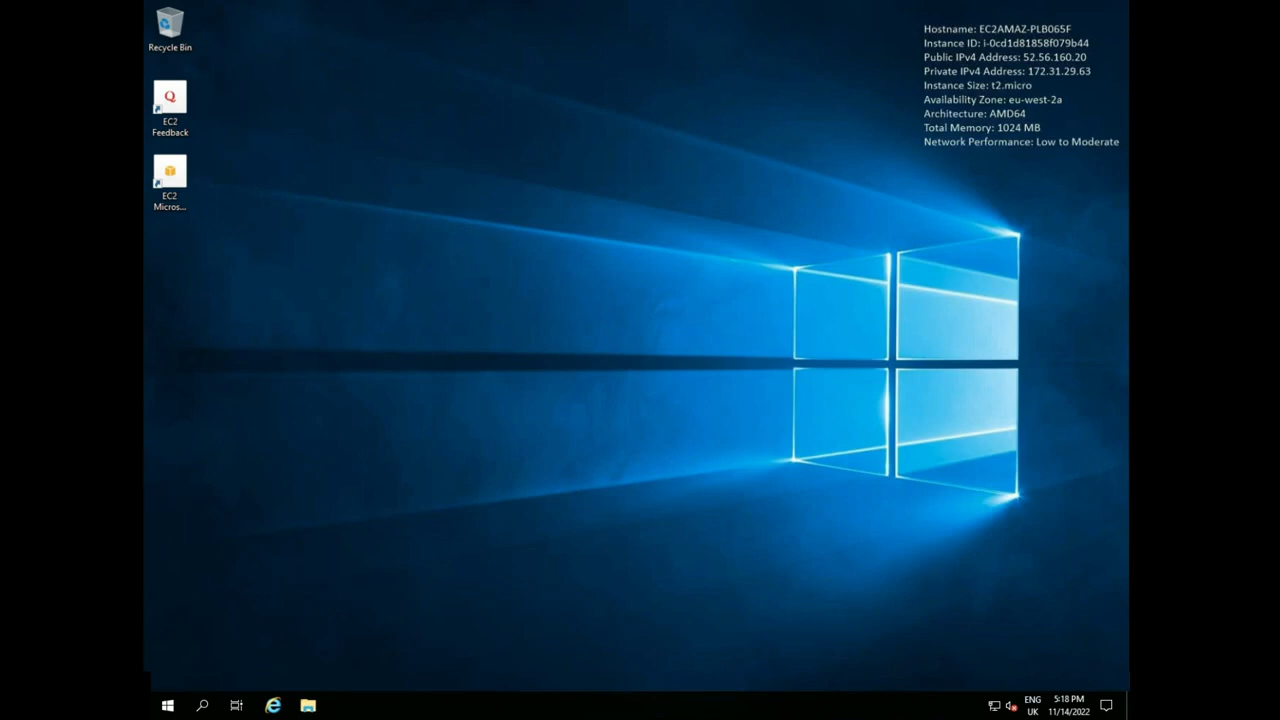 Recycle Bin
EC2
Feedback
EC2
Micros...
Hostname: EC2AMAZ-PLB065F
Instance ID: i-0cd1d81858f079b44
Public IPv4 Address: 52.56.160.20
Private IPv4 Address: 172.31.29.63
Instance Size: t2.micro
Availability Zone: eu-west-2a
Architecture: AMD64
Total Memory: 1024 MB
Network Performance: Low to Moderate
ENG
UK
5:18 PM
11/14/2022